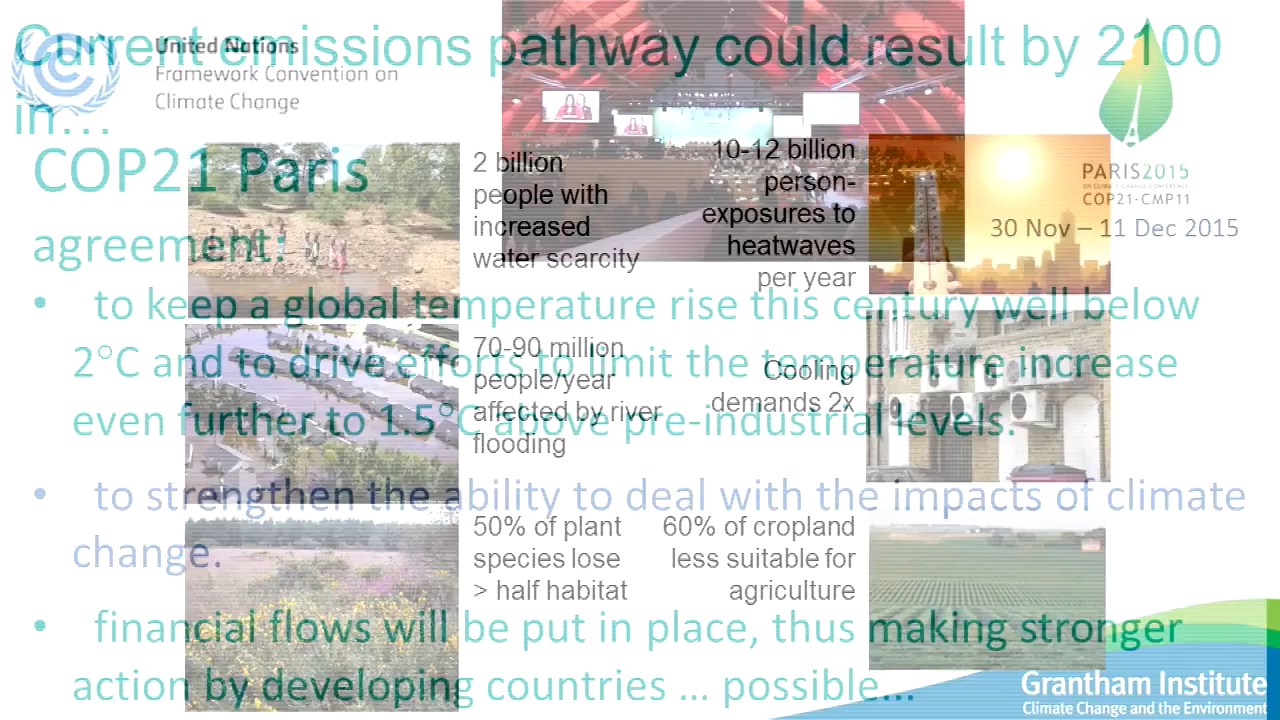 Current emissions pathway could result by 2100
in...
United Nations
Framework Convention on
Climate Change
PARIS2015
UN CLIMATE CHANGE CONFERENCE
COP21·CMP11
30 Nov – 11 Dec 2015
COP21 Paris
agreement:
• to keep a global temperature rise this century well below
2°C and to drive efforts to limit the temperature increase
even further to 1.5°C above pre-industrial levels.
• to strengthen the ability to deal with the impacts of climate
change.
• financial flows will be put in place, thus making stronger
action by developing countries ... possible...
2 billion
people with
increased
water scarcity
10-12 billion
person-
exposures to
heatwaves
per year
70-90 million
people/year
affected by river
flooding
Cooling
demands 2x
50% of plant
species lose
> half habitat
60% of cropland
less suitable for
agriculture
Grantham Institute
Climate Change and the Environment